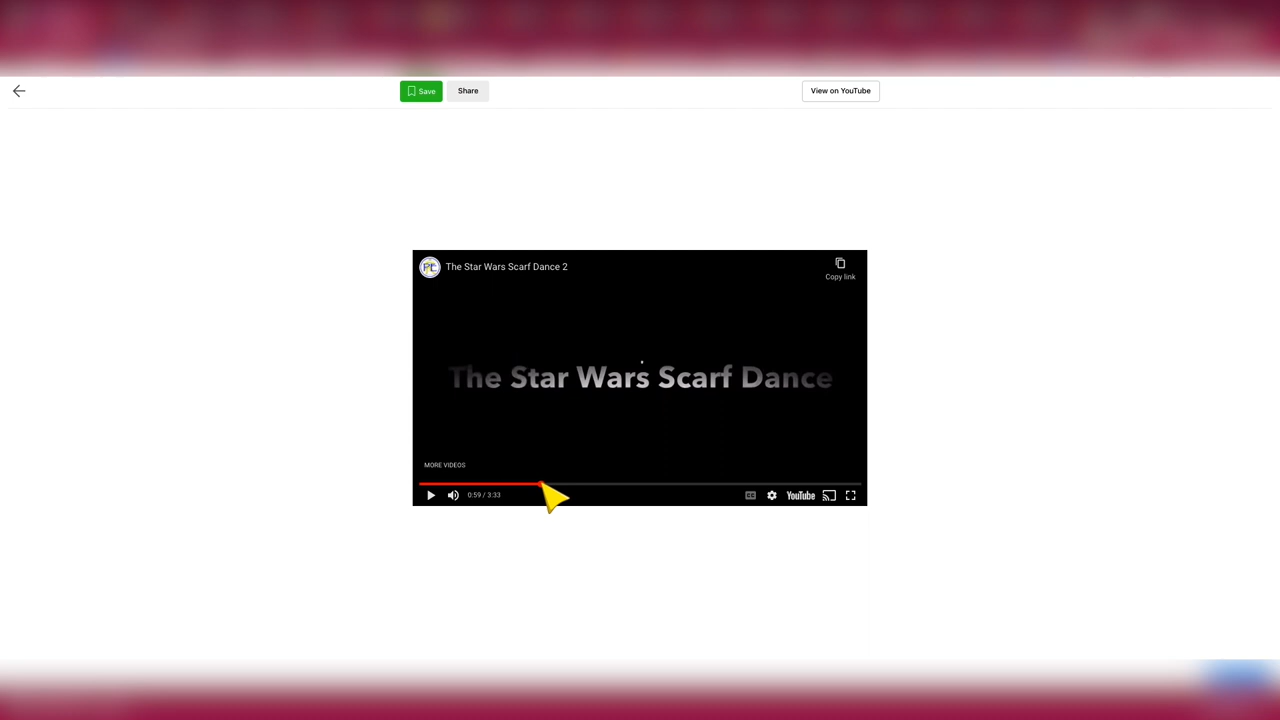 Save
Share
View on YouTube
The Star Wars Scarf Dance 2
Copy link
The Star Wars Scarf Dance
MORE VIDEOS
0:59 / 3:33
CC
YouTube